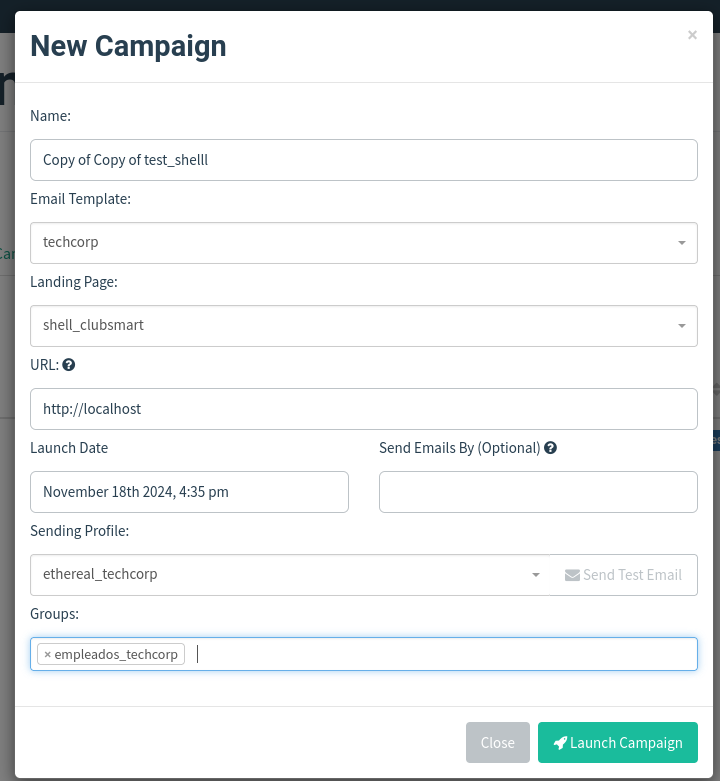 New Campaign
×
Name:
Copy of Copy of test_shelll
Email Template:
techcorp
Landing Page:
shell_clubsmart
URL:
http://localhost
Launch Date
Send Emails By (Optional)
November 18th 2024, 4:35 pm
Sending Profile:
ethereal_techcorp
Send Test Email
Groups:
× empleados_techcorp
Close
Launch Campaign